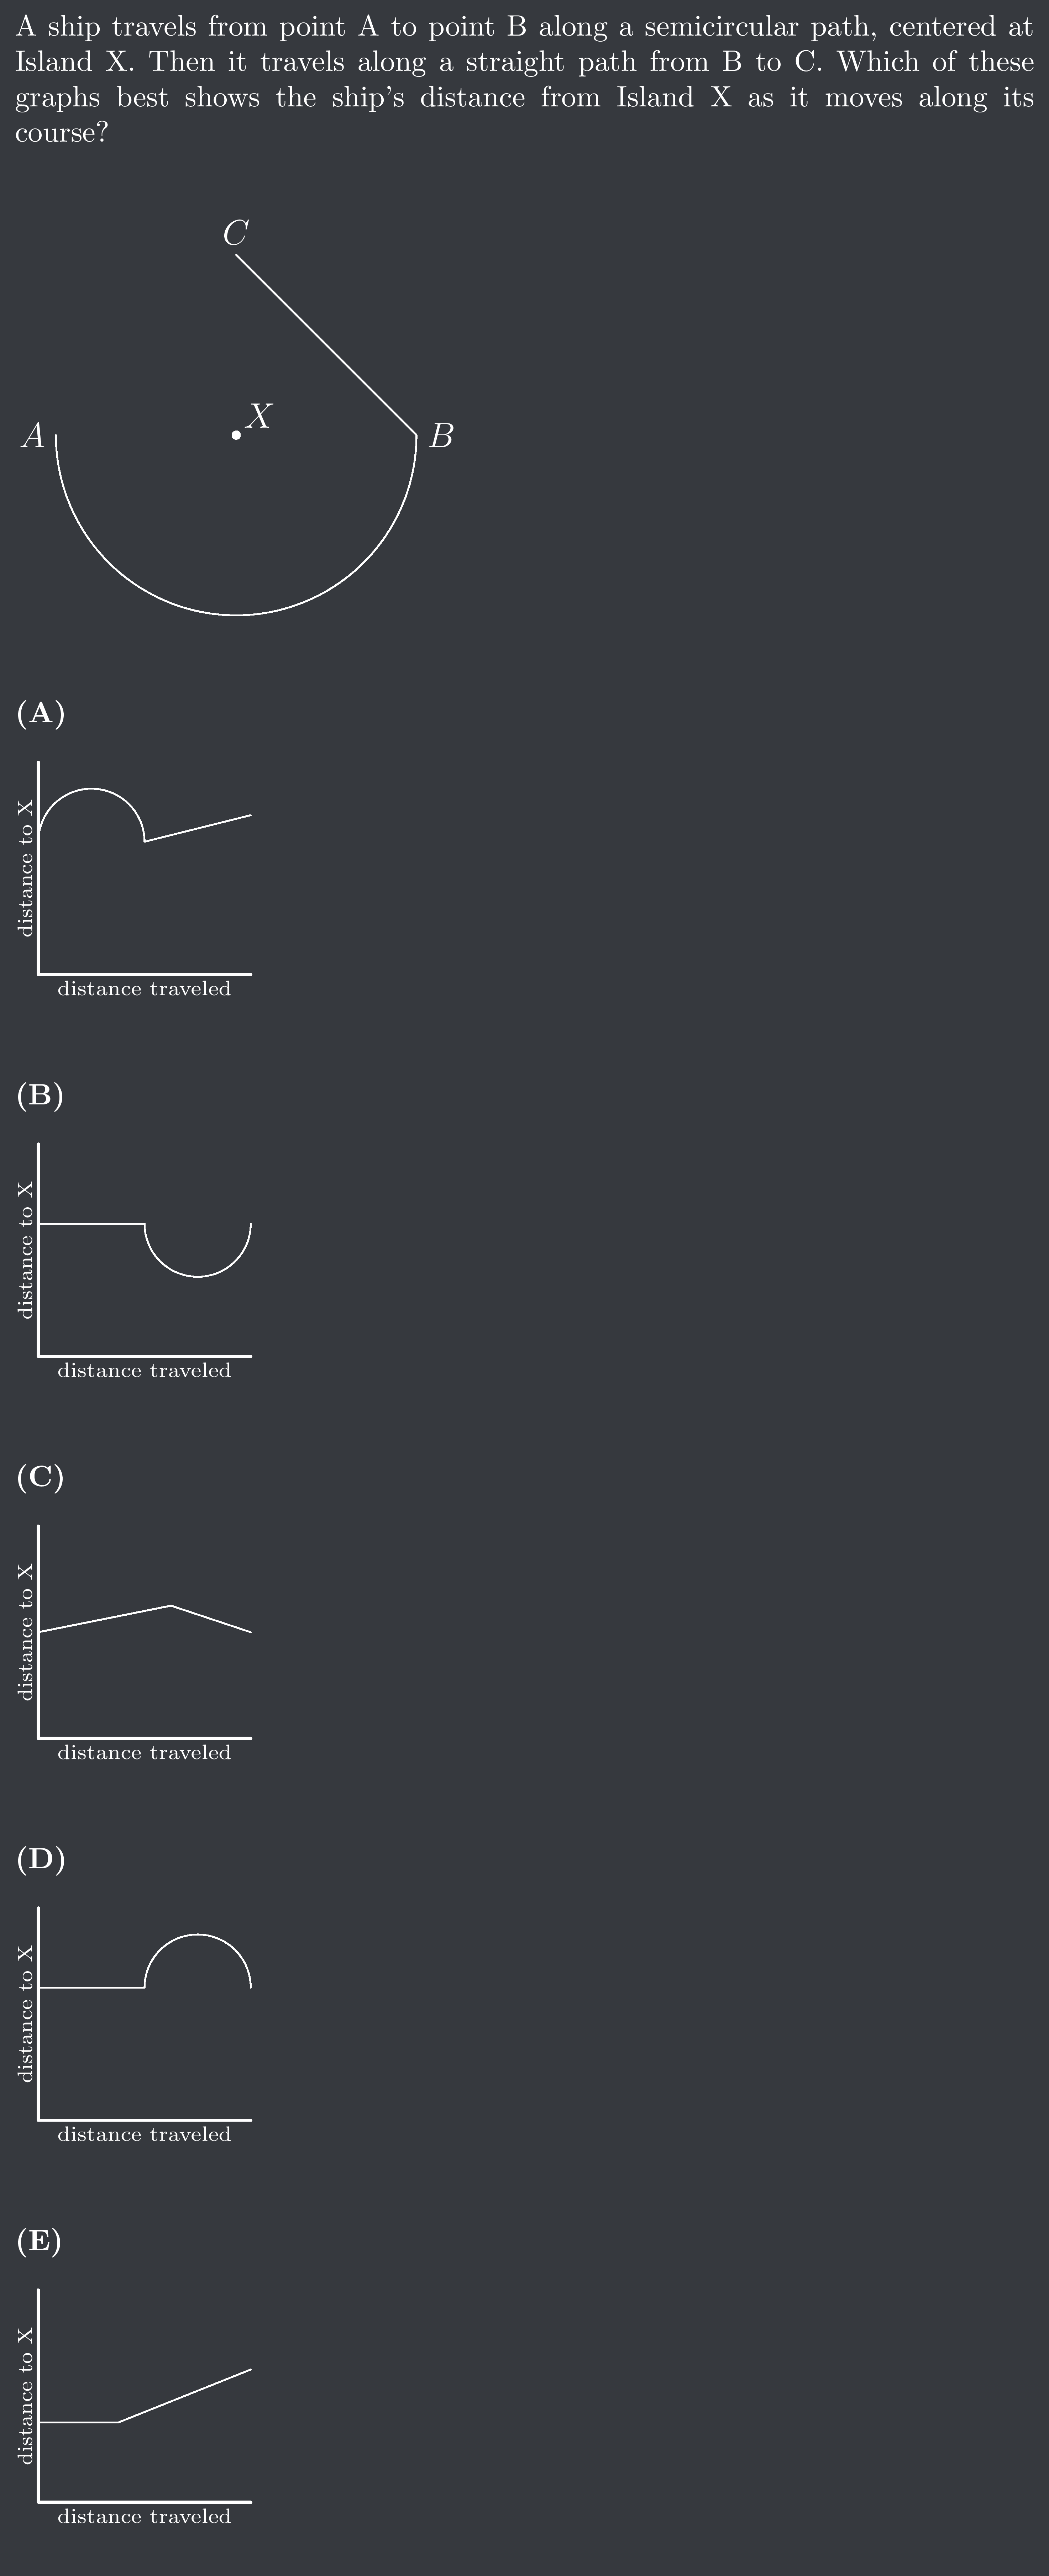 A ship travels from point A to point B along a semicircular path, centered at
Island X. Then it travels along a straight path from B to C. Which of these
graphs best shows the ship's distance from Island X as it moves along its
course?
C
X
A
B
(A)
distance to X
distance traveled
(B)
distance to X
distance traveled
(C)
distance to X
distance traveled
(D)
distance to X
distance traveled
(E)
distance to X
distance traveled